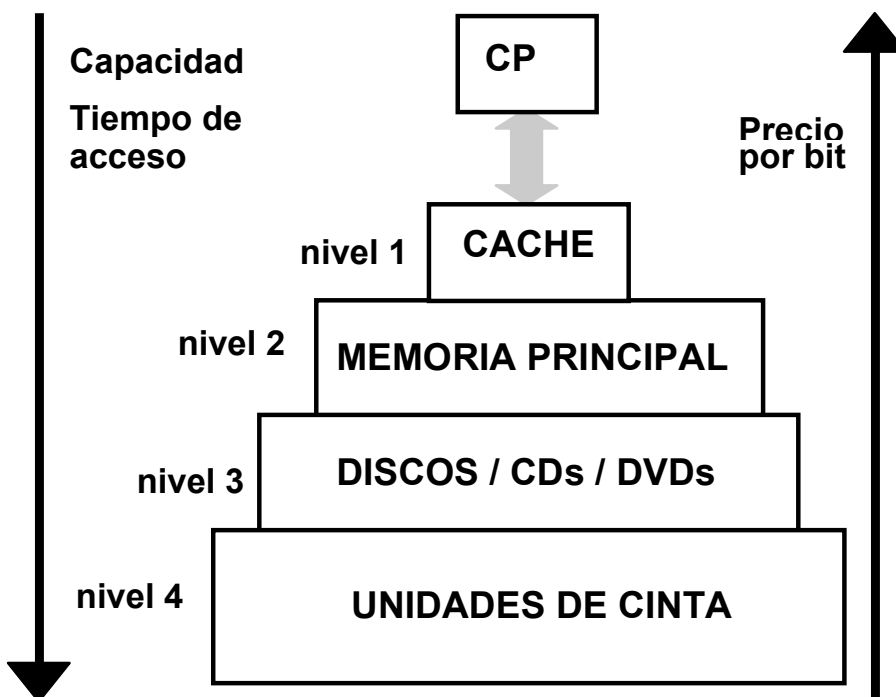 Capacidad
Tiempo de
acceso
CP
Precio
por bit
nivel 1
CACHE
nivel 2
MEMORIA PRINCIPAL
nivel 3
DISCOS / CDs / DVDs
nivel 4
UNIDADES DE CINTA